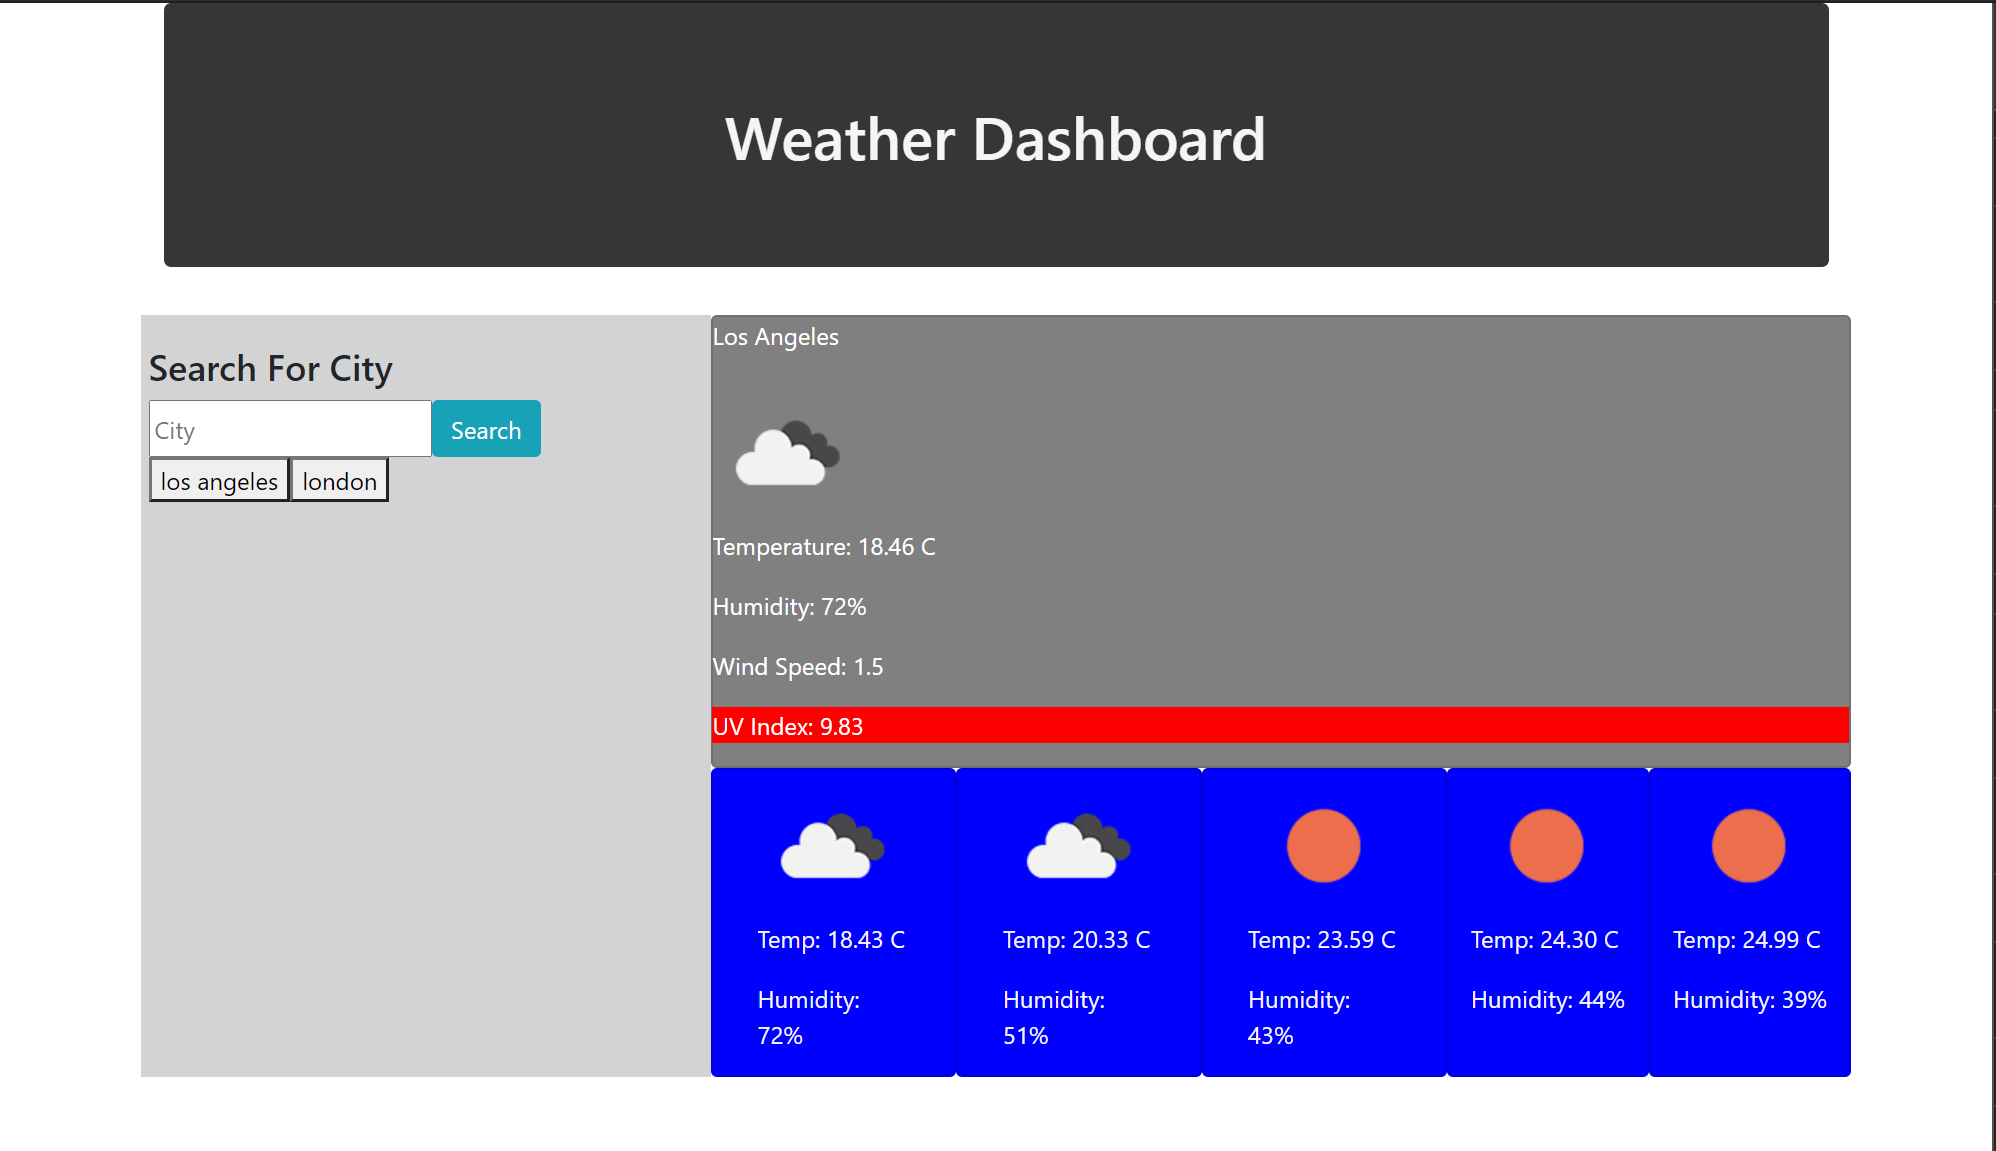 Weather Dashboard
Search For City
City
Search
los angeles
london
Los Angeles
Temperature: 18.46 C
Humidity: 72%
Wind Speed: 1.5
UV Index: 9.83
Temp: 18.43 C
Humidity:
72%
Temp: 20.33 C
Humidity:
51%
Temp: 23.59 C
Humidity:
43%
Temp: 24.30 C
Humidity: 44%
Temp: 24.99 C
Humidity: 39%